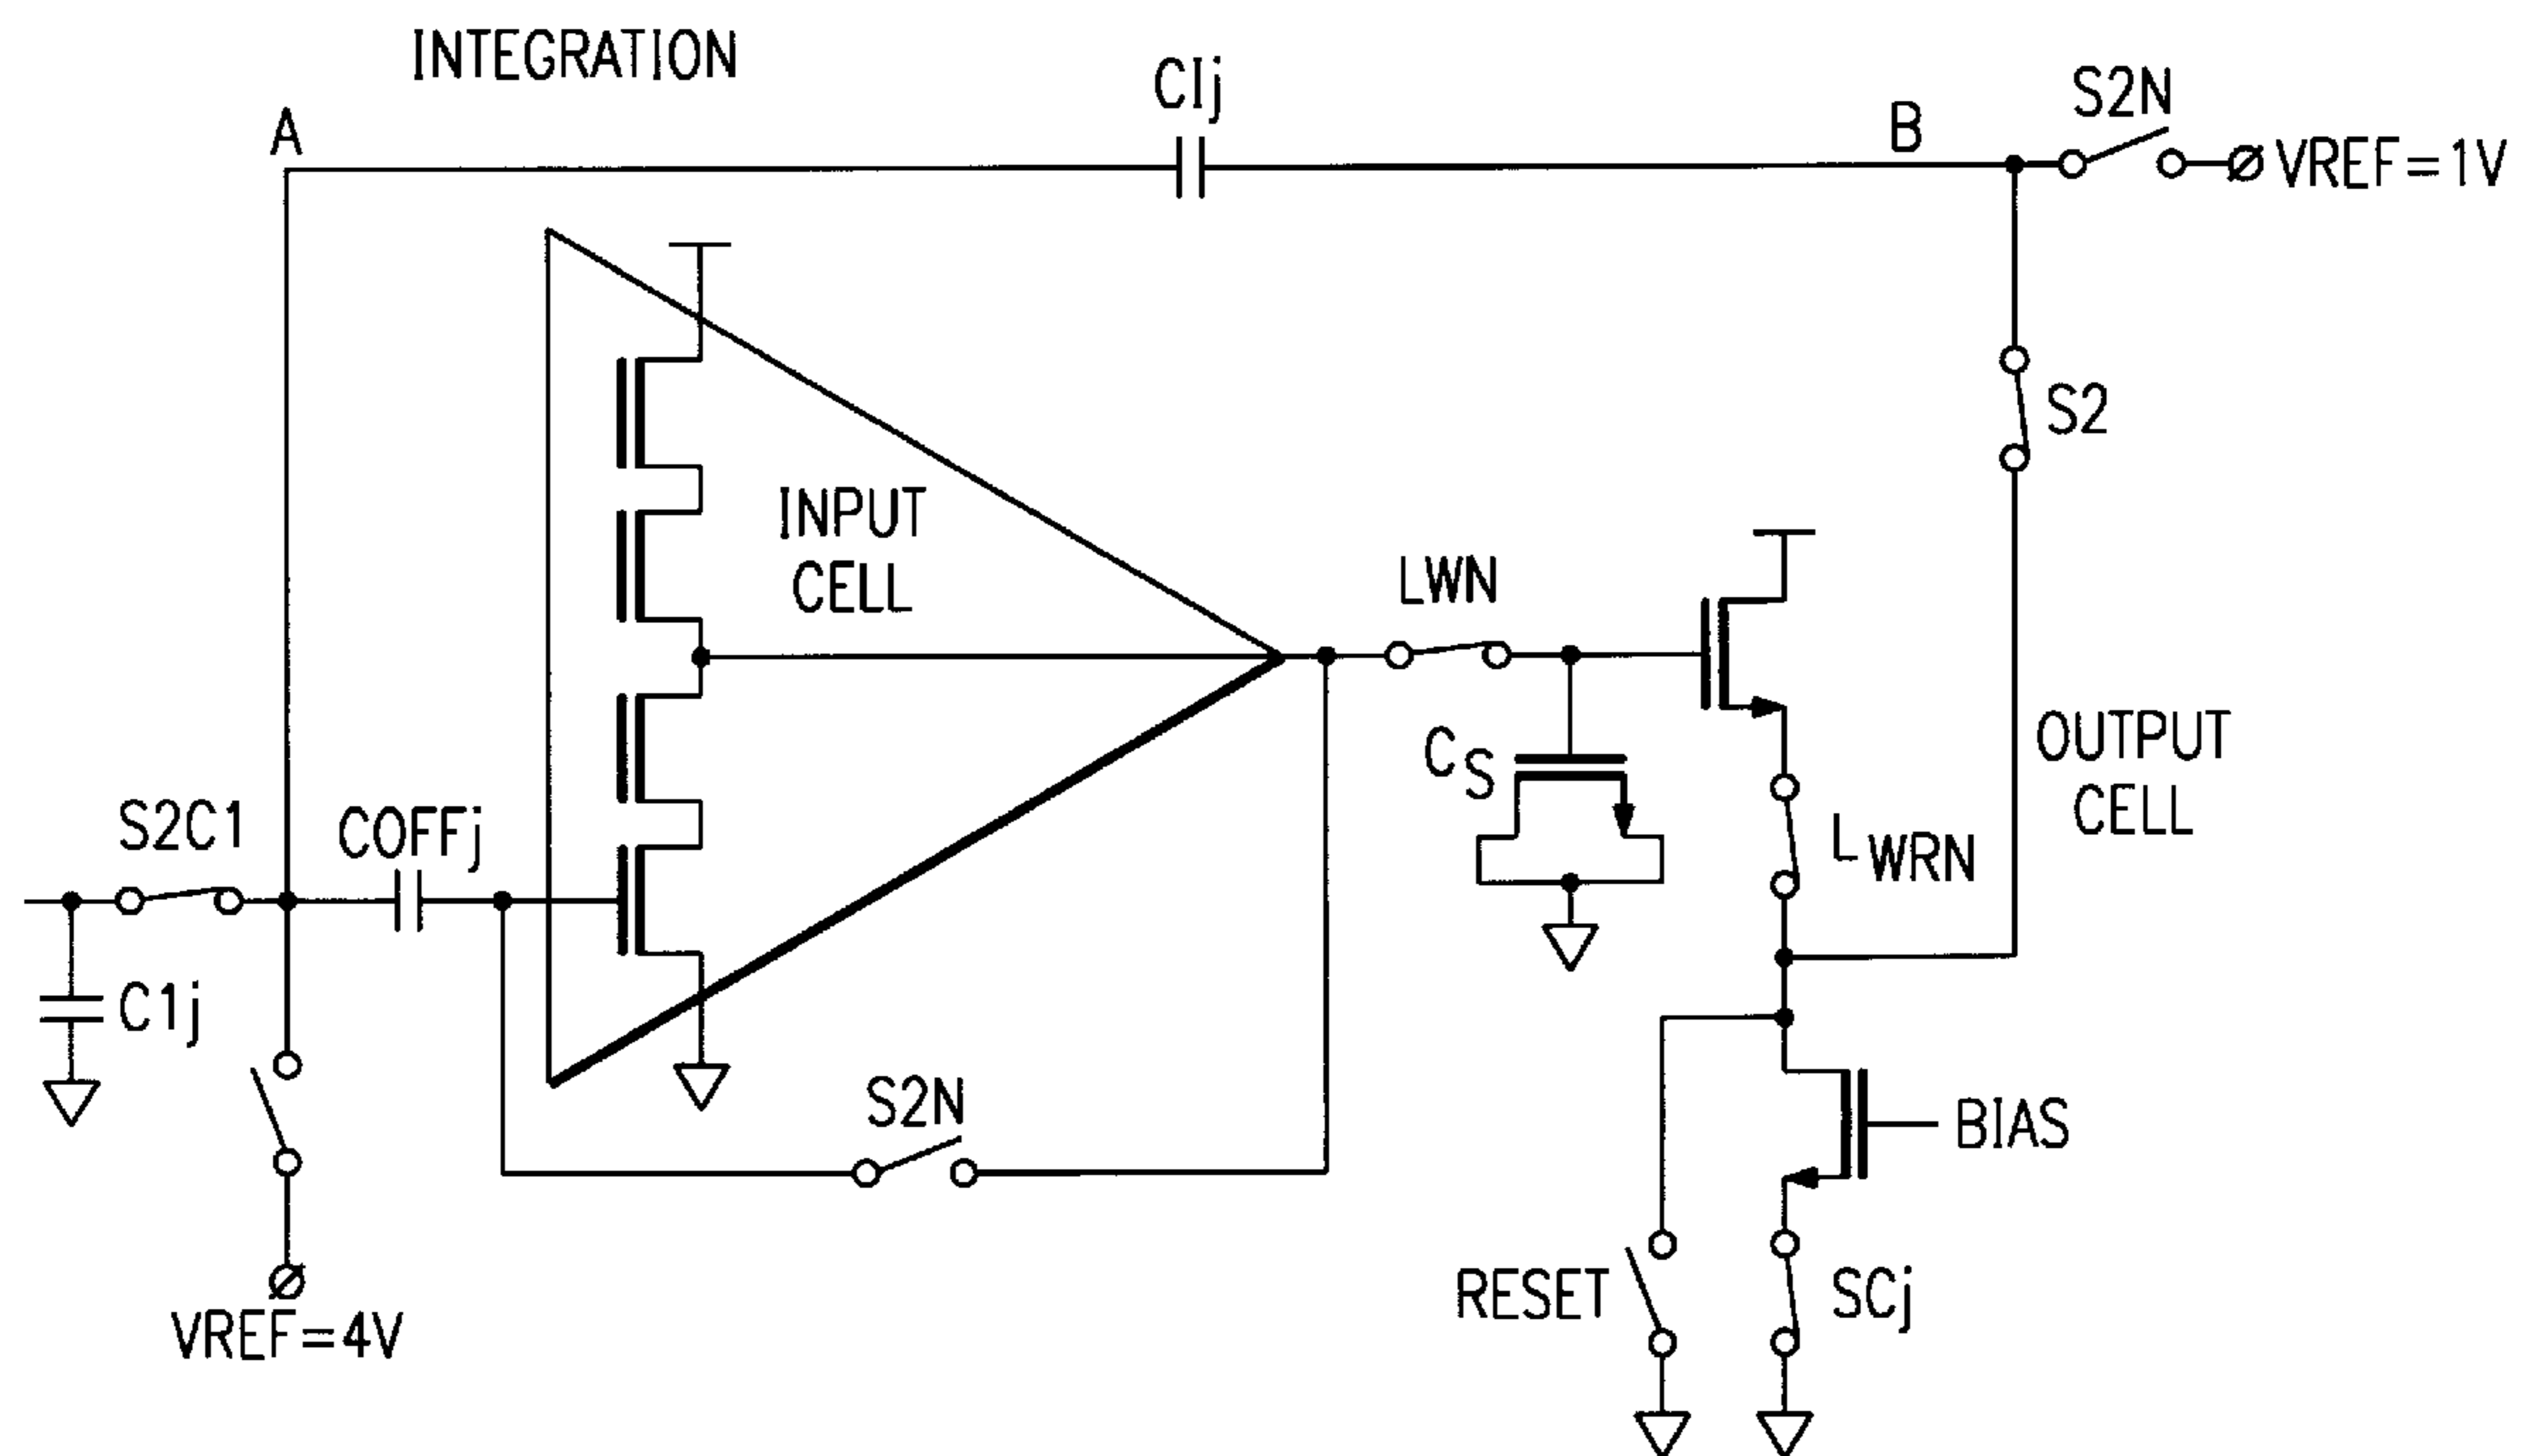 INTEGRATION
CIj
A
B
S2N
VREF=1V
S2
INPUT
CELL
LWN
CS
OUTPUT
CELL
LWRN
S2C1
COFFj
C1j
S2N
BIAS
RESET
SCj
VREF=4V